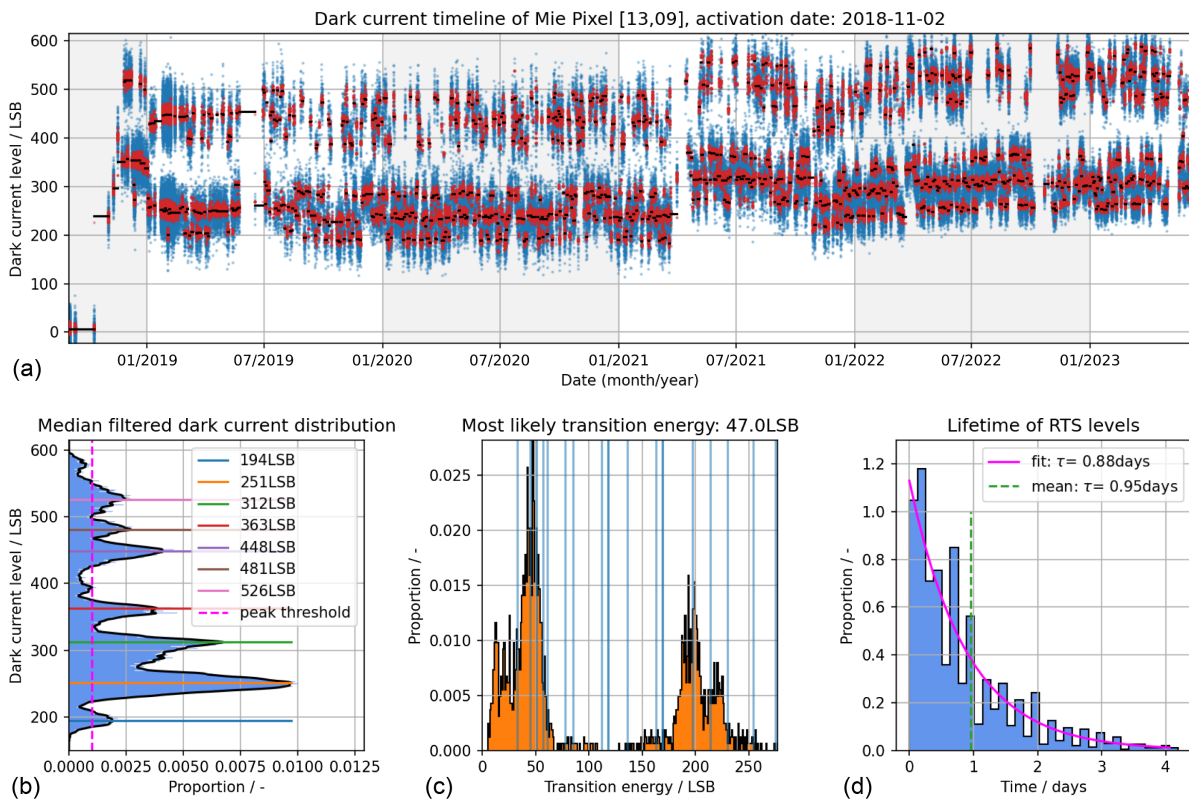 Dark current timeline of Mie Pixel [13,09], activation date: 2018-11-02
Dark current level / LSB
600
500
400
300
200
100
0
01/2019 07/2019 01/2020 07/2020 01/2021 07/2021 01/2022 07/2022 01/2023
Date (month/year)
(a)
Median filtered dark current distribution
Dark current level / LSB
600
500
400
300
200
194LSB
251LSB
312LSB
363LSB
448LSB
481LSB
526LSB
peak threshold
0.0000 0.0025 0.0050 0.0075 0.0100 0.0125
Proportion / -
(b)
Most likely transition energy: 47.0LSB
Proportion / -
0.025
0.020
0.015
0.010
0.005
0.000
0 50 100 150 200 250
Transition energy / LSB
(c)
Lifetime of RTS levels
Proportion / -
1.2
1.0
0.8
0.6
0.4
0.2
0.0
fit: τ= 0.88days
mean: τ= 0.95days
0 1 2 3 4
Time / days
(d)